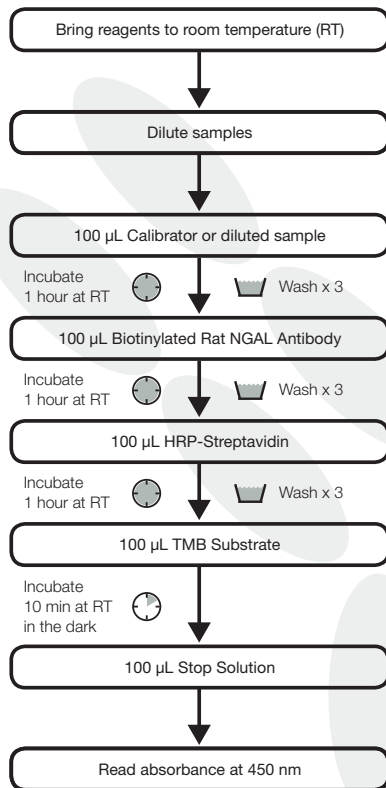 Bring reagents to room temperature (RT)
Dilute samples
100 µL Calibrator or diluted sample
Incubate
1 hour at RT
Wash x 3
100 µL Biotinylated Rat NGAL Antibody
Incubate
1 hour at RT
Wash x 3
100 µL HRP-Streptavidin
Incubate
1 hour at RT
Wash x 3
100 µL TMB Substrate
Incubate
10 min at RT
in the dark
100 µL Stop Solution
Read absorbance at 450 nm